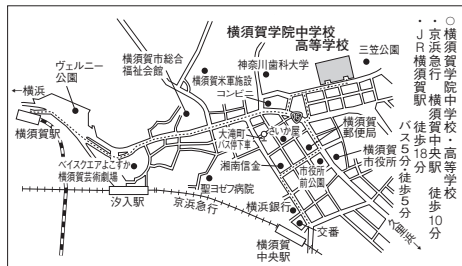 ○横須賀学院中学校・高等学校
・京浜急行 横須賀中央駅 徒歩10分
・JR横須賀駅 徒歩18分
バス5分・徒歩5分
横須賀学院中学校
高等学校
三笠公園
神奈川歯科大学
横須賀市総合
福祉会館
横須賀米軍施設
コンビニ
ヴェルニー
公園
←横浜
横須賀駅
大滝町
バス停下車
さいか屋
横須賀
郵便局
横須賀
市役所
ベイスクエアよこすか
横須賀芸術劇場
湘南信金
市役所
前公園
汐入駅
聖ヨゼフ病院
京浜急行
横浜銀行
交番
横須賀
中央駅
久里浜